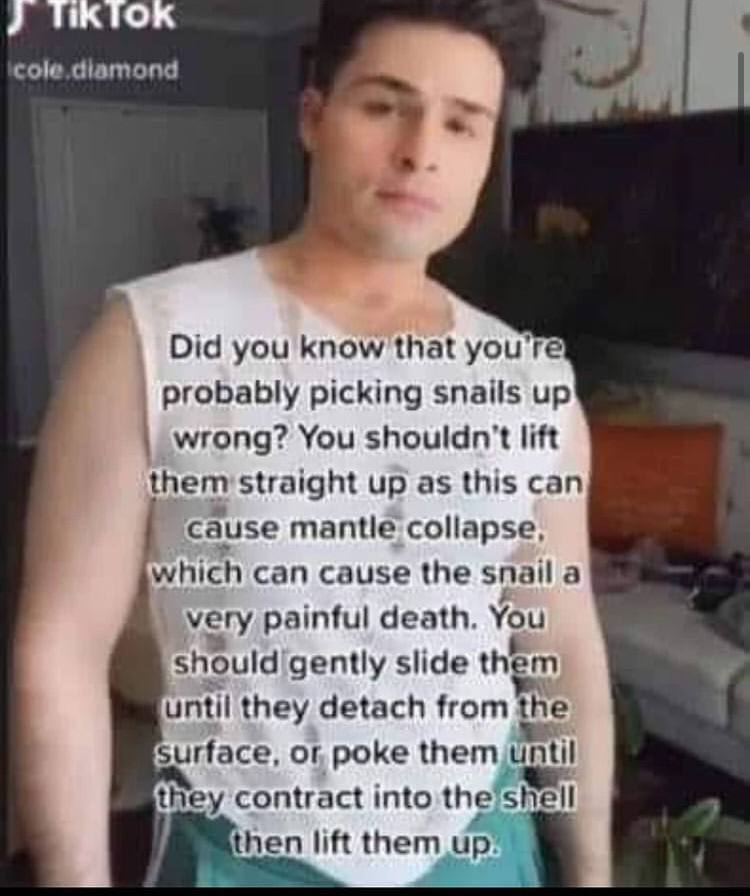 TikTok
cole.diamond
Did you know that you're
probably picking snails up
wrong? You shouldn't lift
them straight up as this can
cause mantle collapse,
which can cause the snail a
very painful death. You
should gently slide them
until they detach from the
surface, or poke them until
they contract into the shell
then lift them up.